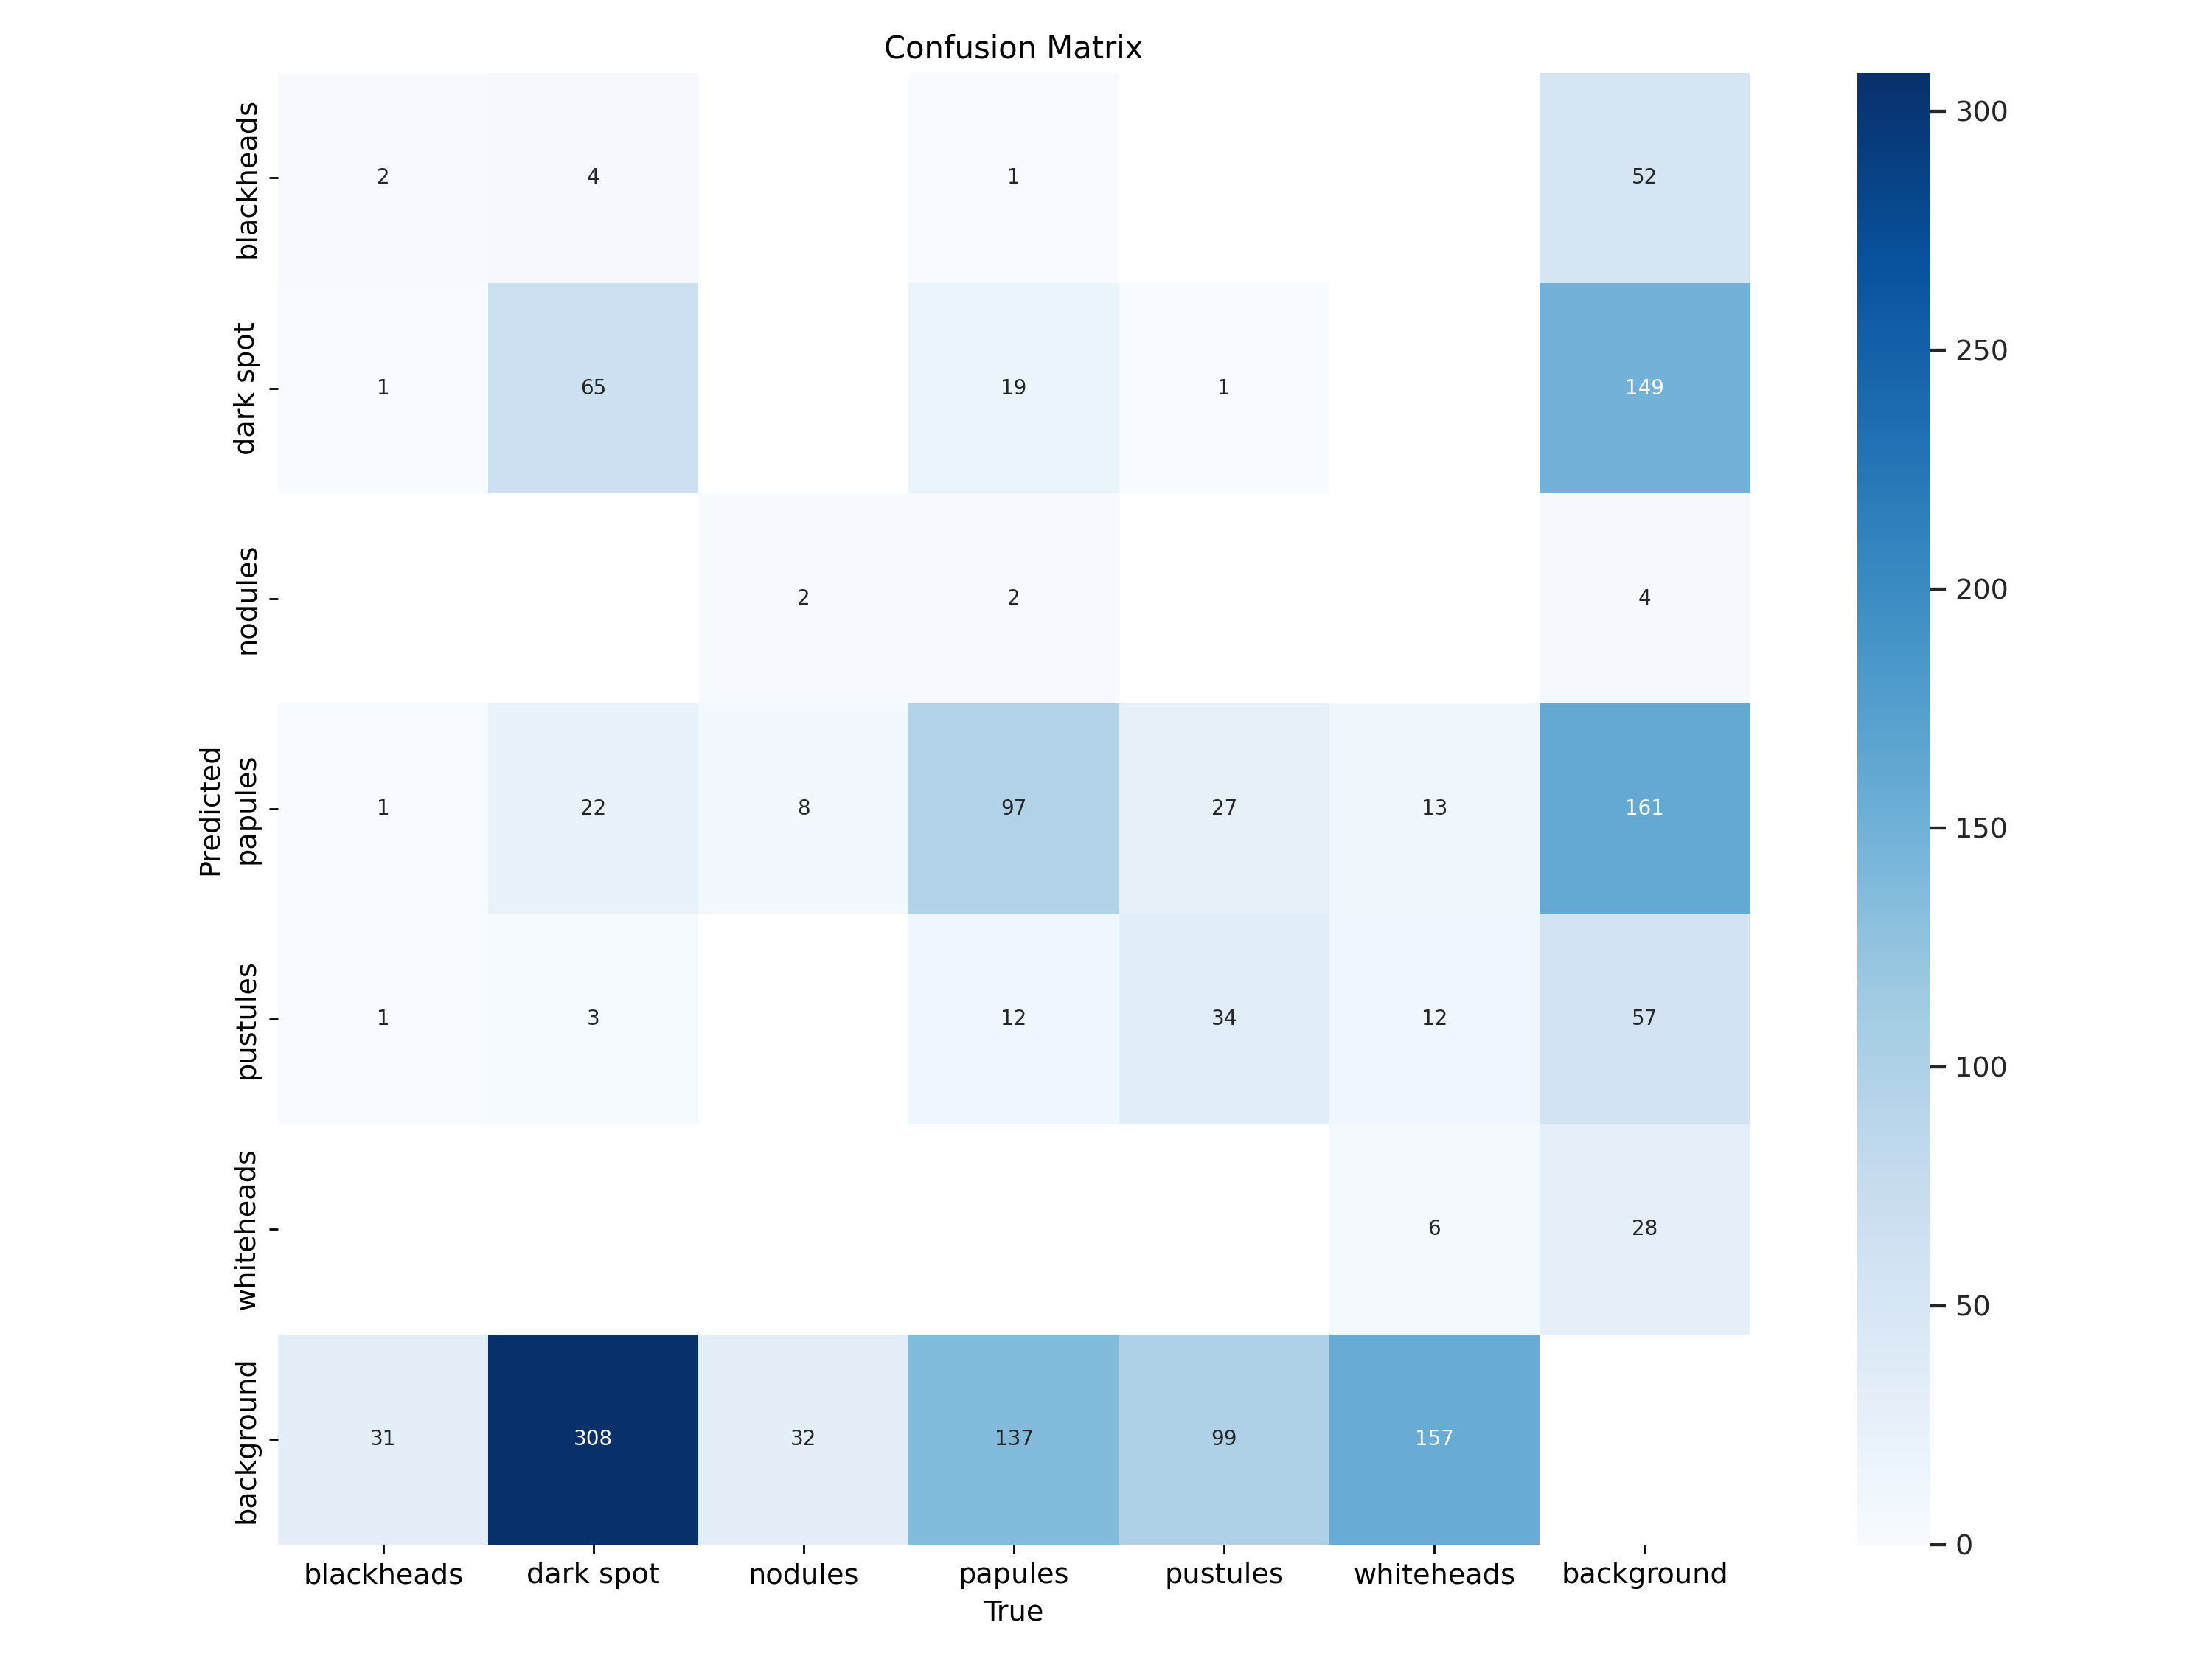 Confusion Matrix
Predicted
blackheads 2 4 1 52
dark spot 1 65 19 1 149
nodules 2 2 4
papules 1 22 8 97 27 13 161
pustules 1 3 12 34 12 57
whiteheads 6 28
background 31 308 32 137 99 157
blackheads dark spot nodules papules pustules whiteheads background
True
300
250
200
150
100
50
0